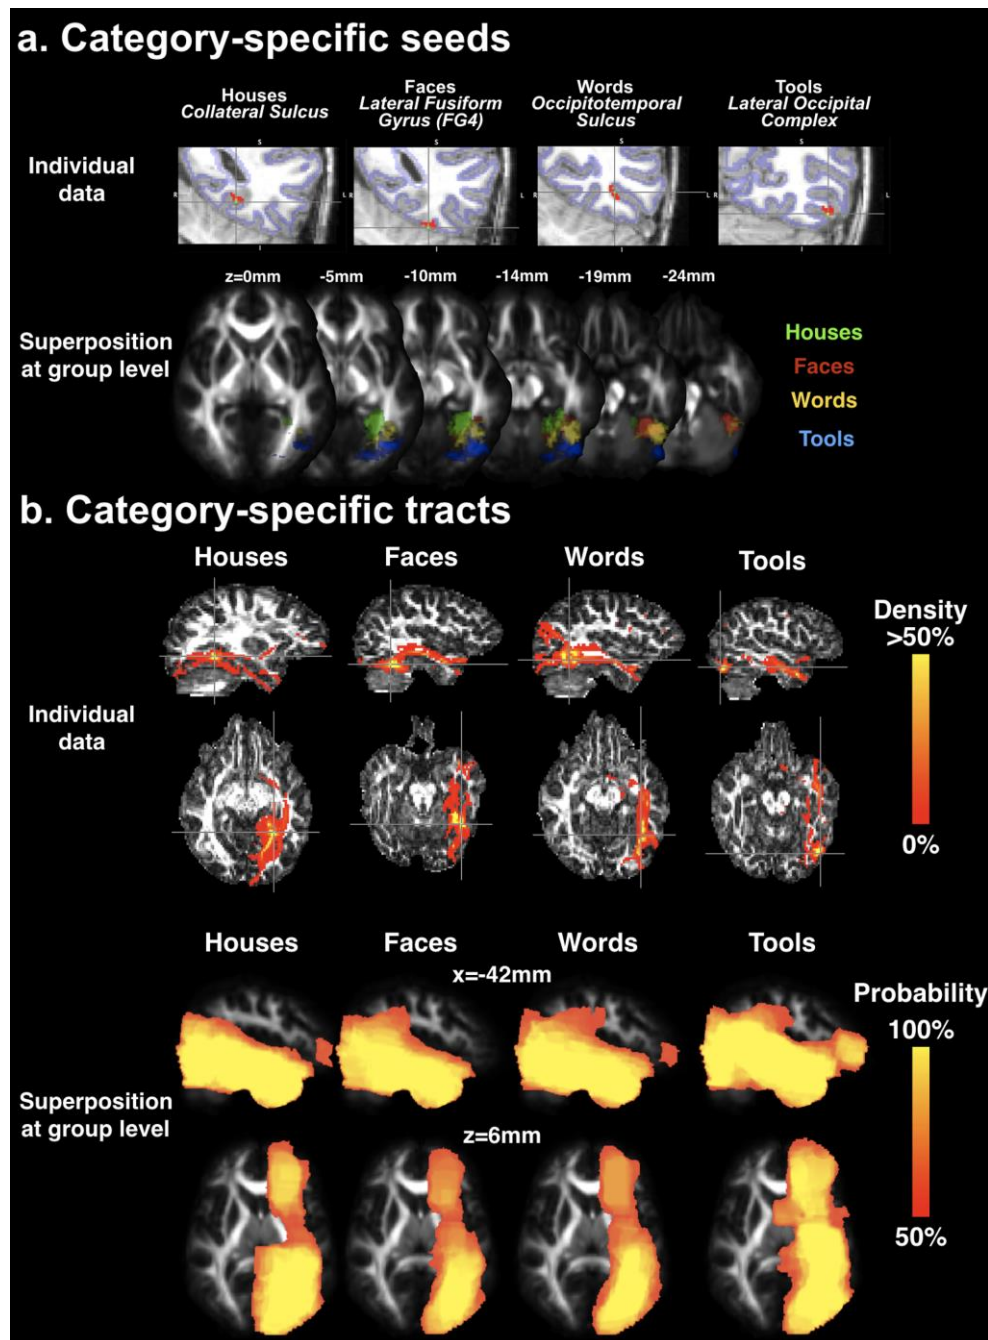 a. Category-specific seeds
Houses
Collateral Sulcus
Faces
Lateral Fusiform
Gyrus (FG4)
Words
Occipitotemporal
Sulcus
Tools
Lateral Occipital
Complex
Individual
data
S
S
S
S
R
L
R
L
R
L
R
L
I
I
I
I
z=0mm
-5mm
-10mm
-14mm
-19mm
-24mm
Superposition
at group level
Houses
Faces
Words
Tools
b. Category-specific tracts
Houses
Faces
Words
Tools
Individual
data
Density
>50%
0%
Houses
Faces
Words
Tools
x=-42mm
Superposition
at group level
z=6mm
Probability
100%
50%